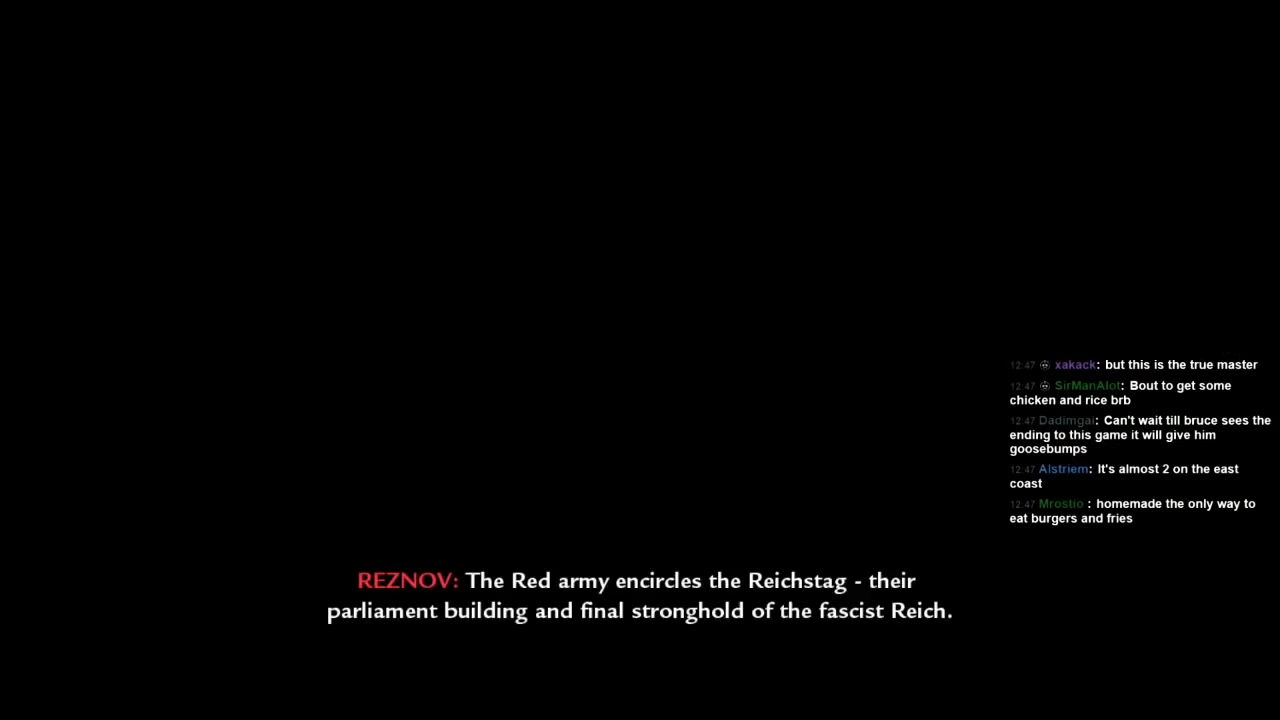 12:47 xakack: but this is the true master
12:47 SirManAlot: Bout to get some
chicken and rice brb
12:47 Dadimgai: Can't wait till bruce sees the
ending to this game it will give him
goosebumps
12:47 Alstriem: It's almost 2 on the east
coast
12:47 Mrostio : homemade the only way to
eat burgers and fries
REZNOV: The Red army encircles the Reichstag - their
parliament building and final stronghold of the fascist Reich.